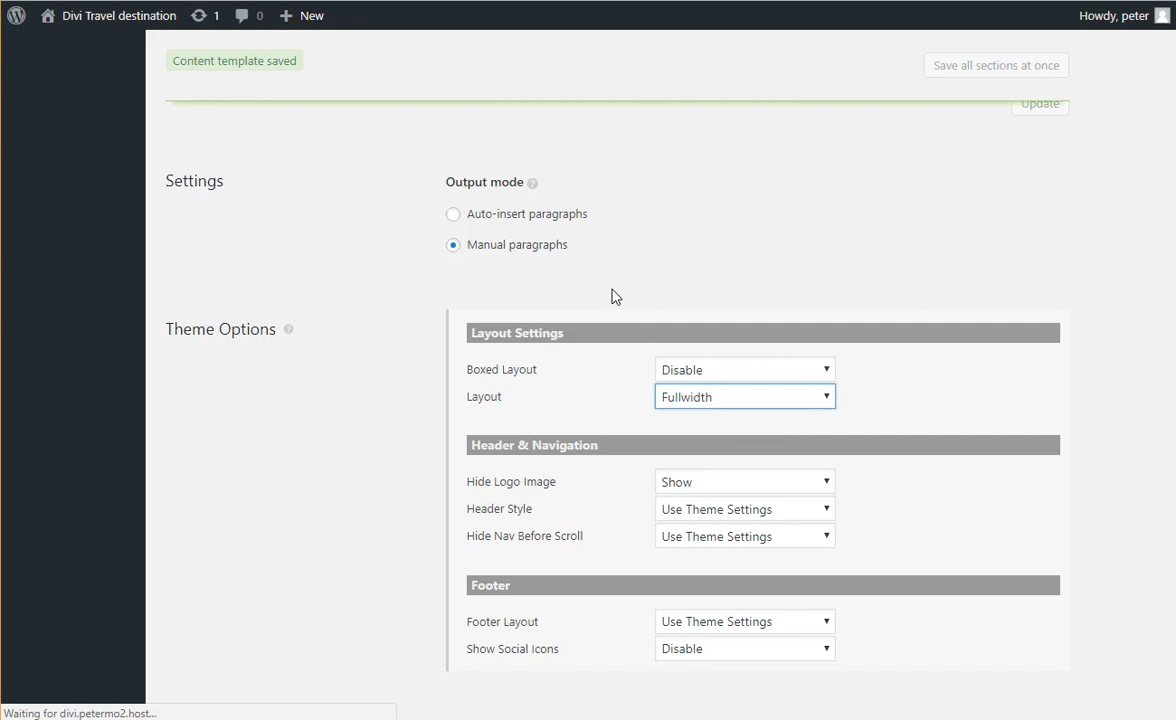 Divi Travel destination 1 0 New Howdy, peter
Content template saved
Save all sections at once
Update
Settings
Output mode ?
Auto-insert paragraphs
Manual paragraphs
Theme Options ?
Layout Settings
Boxed Layout Disable
Layout Fullwidth
Header & Navigation
Hide Logo Image Show
Header Style Use Theme Settings
Hide Nav Before Scroll Use Theme Settings
Footer
Footer Layout Use Theme Settings
Show Social Icons Disable
Waiting for divi.petermo2.host...